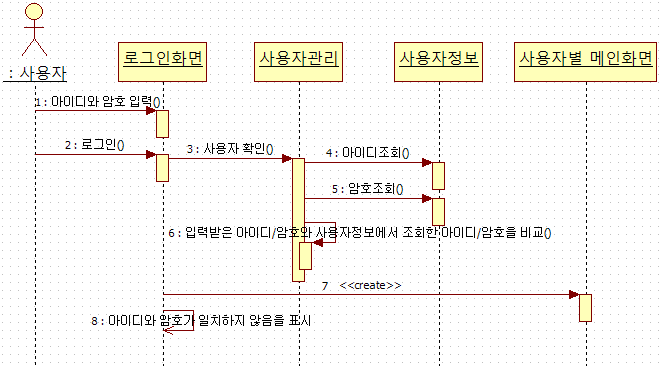 : 사용자
로그인화면
사용자관리
사용자정보
사용자별 메인화면
1 : 아이디와 암호 입력()
2 : 로그인()
3 : 사용자 확인()
4 : 아이디조회()
5 : 암호조회()
6 : 입력받은 아이디/암호와 사용자정보에서 조회한 아이디/암호을 비교()
7 <<create>>
8 : 아이디와 암호가 일치하지 않음을 표시